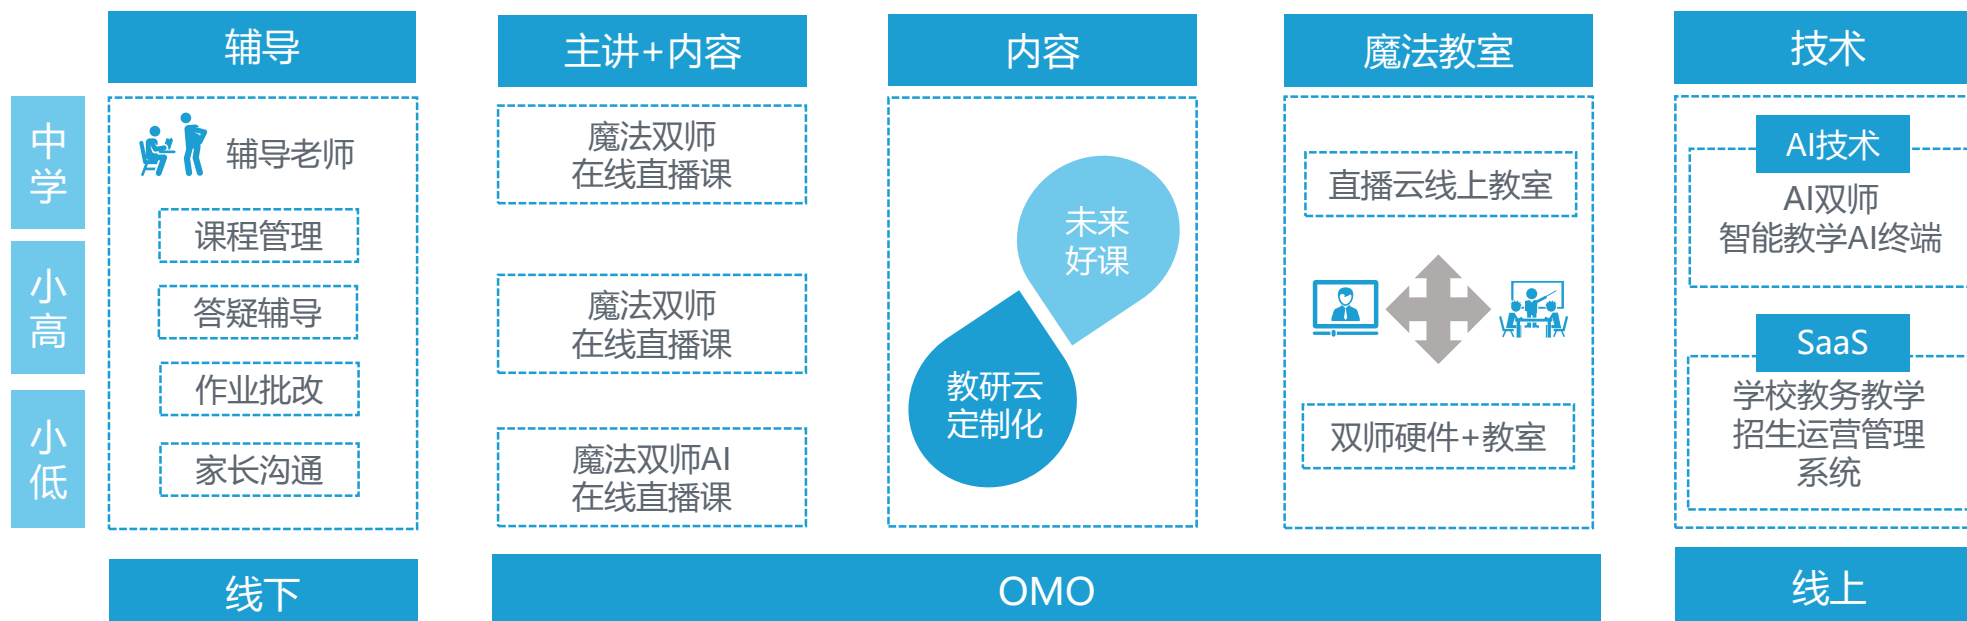 辅导
主讲+内容
内容
魔法教室
技术
中
学
小
高
小
低
辅导老师
课程管理
答疑辅导
作业批改
家长沟通
魔法双师
在线直播课
魔法双师
在线直播课
魔法双师AI
在线直播课
未来
好课
教研云
定制化
直播云线上教室
双师硬件+教室
AI技术
AI双师
智能教学AI终端
SaaS
学校教务教学
招生运营管理
系统
线下
OMO
线上